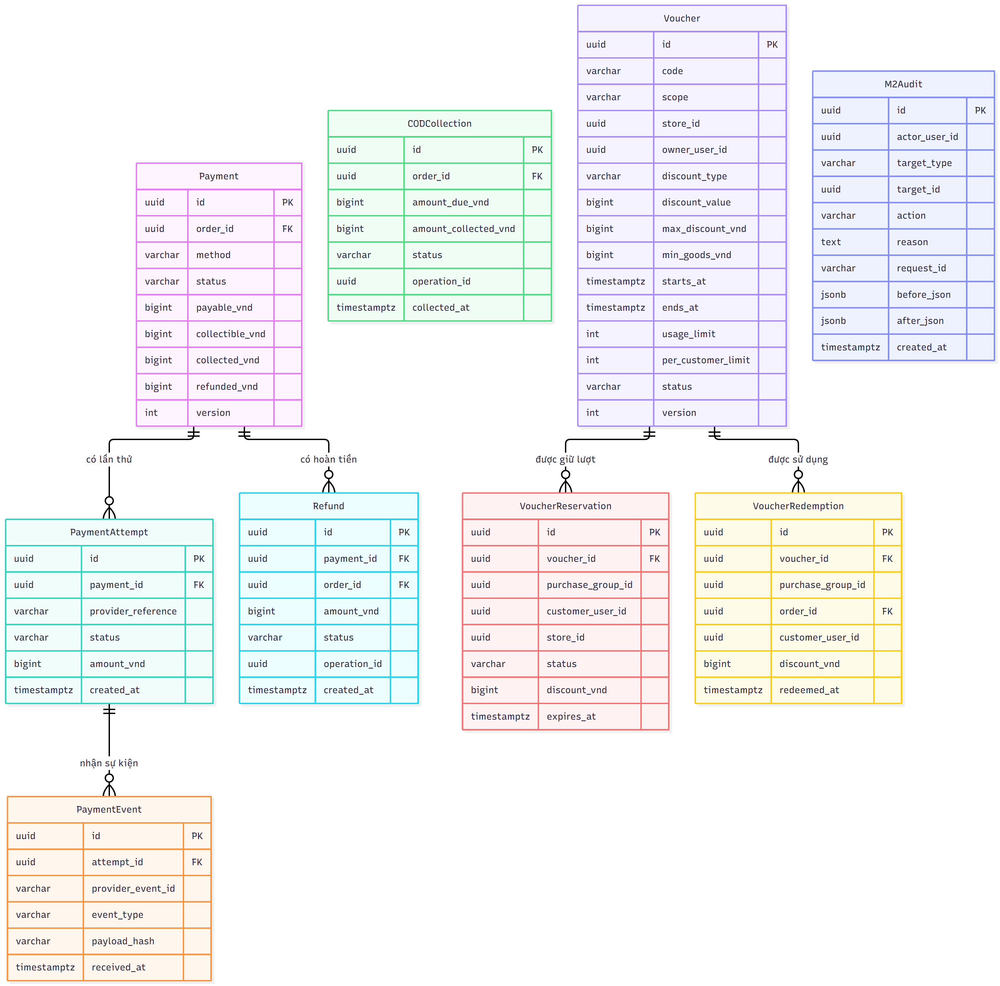 Voucher
uuid id PK
varchar code
varchar scope
uuid store_id
uuid owner_user_id
varchar discount_type
bigint discount_value
bigint max_discount_vnd
bigint min_goods_vnd
timestamptz starts_at
timestamptz ends_at
int usage_limit
int per_customer_limit
varchar status
int version
M2Audit
uuid id PK
uuid actor_user_id
varchar target_type
uuid target_id
varchar action
text reason
varchar request_id
jsonb before_json
jsonb after_json
timestamptz created_at
CODCollection
uuid id PK
uuid order_id FK
bigint amount_due_vnd
bigint amount_collected_vnd
varchar status
uuid operation_id
timestamptz collected_at
Payment
uuid id PK
uuid order_id FK
varchar method
varchar status
bigint payable_vnd
bigint collectible_vnd
bigint collected_vnd
bigint refunded_vnd
int version
có lần thử
có hoàn tiền
được giữ lượt
được sử dụng
PaymentAttempt
uuid id PK
uuid payment_id FK
varchar provider_reference
varchar status
bigint amount_vnd
timestamptz created_at
Refund
uuid id PK
uuid payment_id FK
uuid order_id FK
bigint amount_vnd
varchar status
uuid operation_id
timestamptz created_at
VoucherReservation
uuid id PK
uuid voucher_id FK
uuid purchase_group_id
uuid customer_user_id
uuid store_id
varchar status
bigint discount_vnd
timestamptz expires_at
VoucherRedemption
uuid id PK
uuid voucher_id FK
uuid purchase_group_id
uuid order_id FK
uuid customer_user_id
bigint discount_vnd
timestamptz redeemed_at
nhận sự kiện
PaymentEvent
uuid id PK
uuid attempt_id FK
varchar provider_event_id
varchar event_type
varchar payload_hash
timestamptz received_at